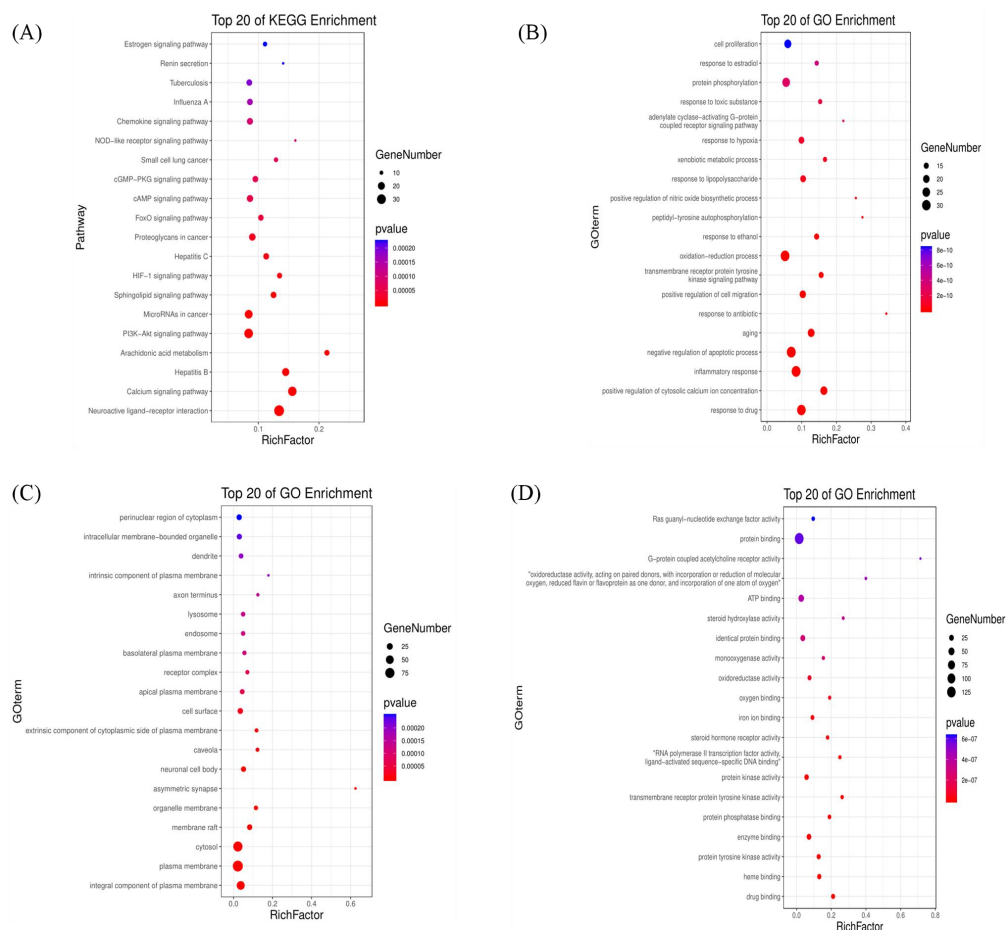 (A)
Top 20 of KEGG Enrichment
Pathway
Estrogen signaling pathway
Renin secretion
Tuberculosis
Influenza A
Chemokine signaling pathway
NOD−like receptor signaling pathway
Small cell lung cancer
cGMP−PKG signaling pathway
cAMP signaling pathway
FoxO signaling pathway
Proteoglycans in cancer
Hepatitis C
HIF−1 signaling pathway
Sphingolipid signaling pathway
MicroRNAs in cancer
PI3K−Akt signaling pathway
Arachidonic acid metabolism
Hepatitis B
Calcium signaling pathway
Neuroactive ligand−receptor interaction
0.1 0.2
RichFactor
GeneNumber
10
20
30
pvalue
0.00020
0.00015
0.00010
0.00005
(B)
Top 20 of GO Enrichment
GOterm
cell proliferation
response to estradiol
protein phosphorylation
response to toxic substance
adenylate cyclase−activating G−protein
coupled receptor signaling pathway
response to hypoxia
xenobiotic metabolic process
response to lipopolysaccharide
positive regulation of nitric oxide biosynthetic process
peptidyl−tyrosine autophosphorylation
response to ethanol
oxidation−reduction process
transmembrane receptor protein tyrosine
kinase signaling pathway
positive regulation of cell migration
response to antibiotic
aging
negative regulation of apoptotic process
inflammatory response
positive regulation of cytosolic calcium ion concentration
response to drug
0.0 0.1 0.2 0.3 0.4
RichFactor
GeneNumber
15
20
25
30
pvalue
8e−10
6e−10
4e−10
2e−10
(C)
Top 20 of GO Enrichment
GOterm
perinuclear region of cytoplasm
intracellular membrane−bounded organelle
dendrite
intrinsic component of plasma membrane
axon terminus
lysosome
endosome
basolateral plasma membrane
receptor complex
apical plasma membrane
cell surface
extrinsic component of cytoplasmic side of plasma membrane
caveola
neuronal cell body
asymmetric synapse
organelle membrane
membrane raft
cytosol
plasma membrane
integral component of plasma membrane
0.0 0.2 0.4 0.6
RichFactor
GeneNumber
25
50
75
pvalue
0.00020
0.00015
0.00010
0.00005
(D)
Top 20 of GO Enrichment
GOterm
Ras guanyl−nucleotide exchange factor activity
protein binding
G−protein coupled acetylcholine receptor activity
"oxidoreductase activity, acting on paired donors, with incorporation or reduction of molecular
oxygen, reduced flavin or flavoprotein as one donor, and incorporation of one atom of oxygen"
ATP binding
steroid hydroxylase activity
identical protein binding
monooxygenase activity
oxidoreductase activity
oxygen binding
iron ion binding
steroid hormone receptor activity
"RNA polymerase II transcription factor activity,
ligand−activated sequence−specific DNA binding"
protein kinase activity
transmembrane receptor protein tyrosine kinase activity
protein phosphatase binding
enzyme binding
protein tyrosine kinase activity
heme binding
drug binding
0.0 0.2 0.4 0.6 0.8
RichFactor
GeneNumber
25
50
75
100
125
pvalue
6e−07
4e−07
2e−07